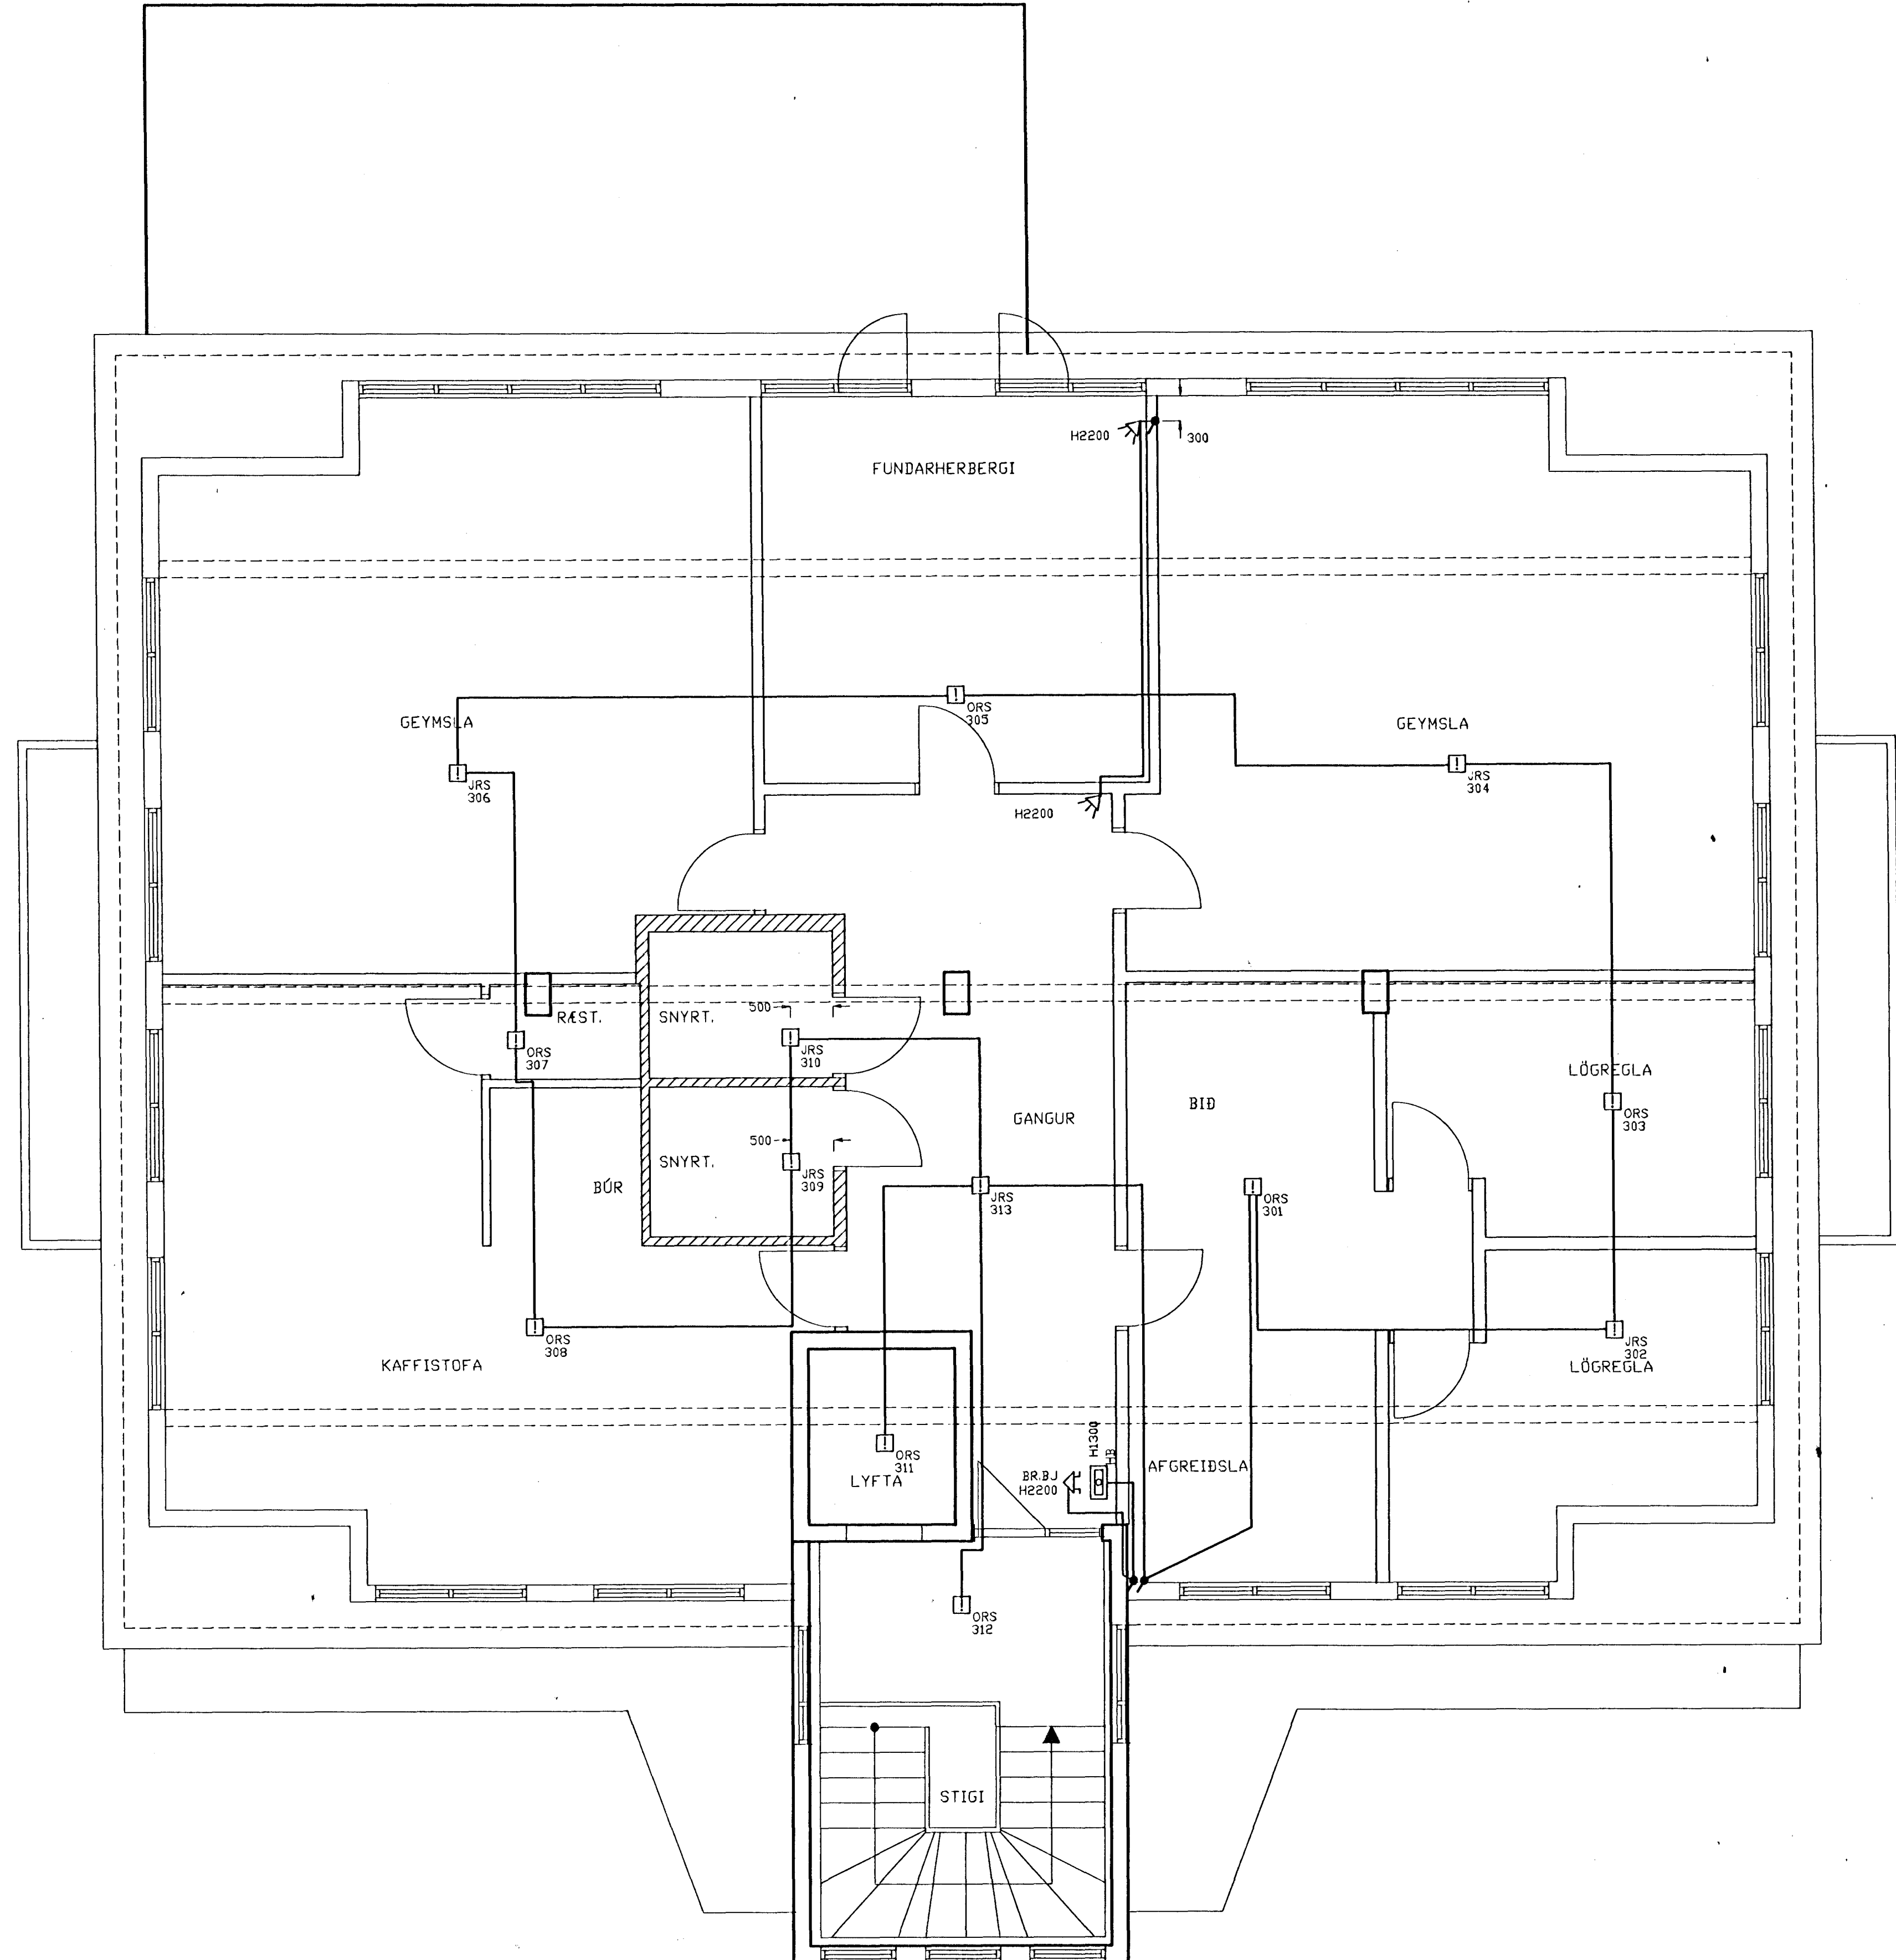 H2200
300
FUNDARHERBERGI
ORS
305
GEYMSLA
GEYMSLA
JRS
306
JRS
304
H2200
500
RÆST.
SNYRT.
JRS
310
ORS
307
LÖGREGLA
BIÐ
ORS
303
GANGUR
500
SNYRT.
JRS
309
BÚR
JRS
313
ORS
301
ORS
308
JRS
302
KAFFISTOFA
LÖGREGLA
H1300
HB
ORS
311
LYFTA
BR.BJ
H2200
AFGREIÐSLA
ORS
312
STIGI